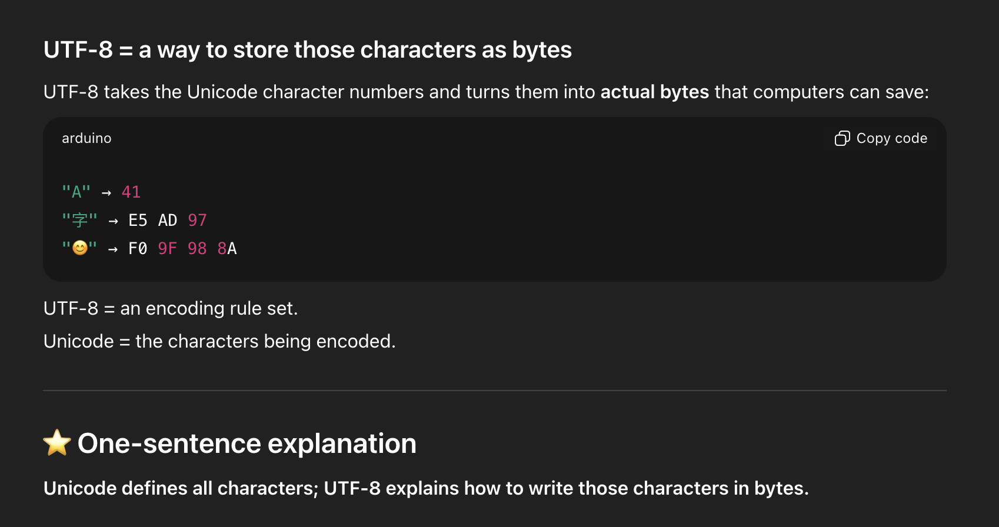 UTF-8 = a way to store those characters as bytes
UTF-8 takes the Unicode character numbers and turns them into actual bytes that computers can save:
arduino
Copy code
"A" → 41
"字" → E5 AD 97
"😊" → F0 9F 98 8A
UTF-8 = an encoding rule set.
Unicode = the characters being encoded.
⭐ One-sentence explanation
Unicode defines all characters; UTF-8 explains how to write those characters in bytes.